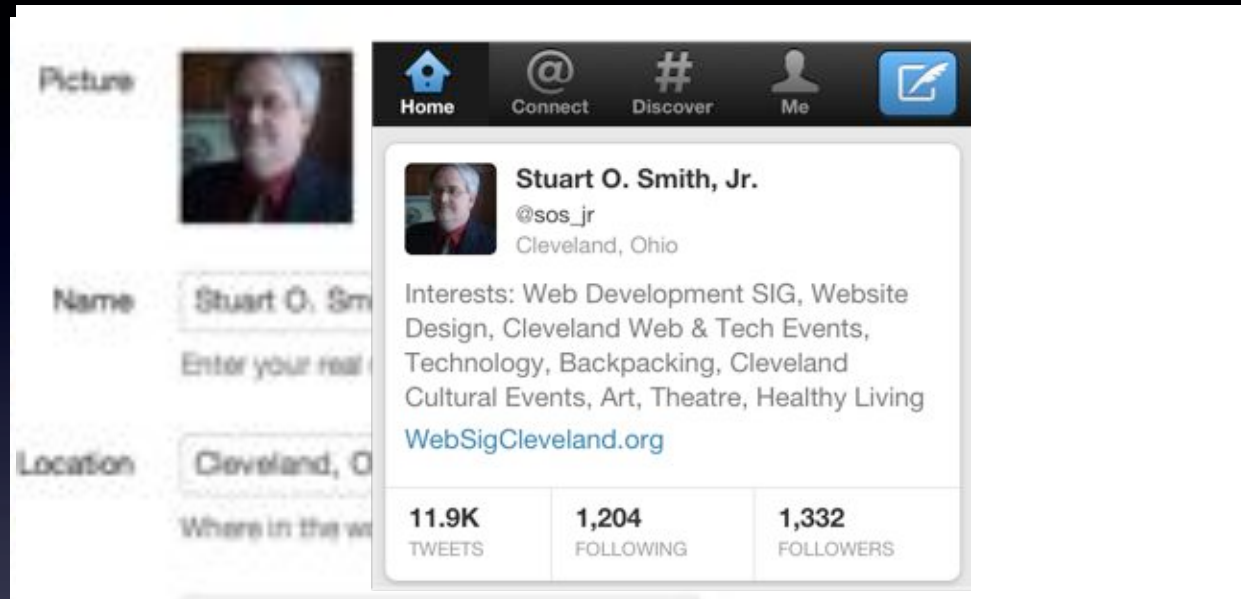 Picture
Home Connect Discover Me
Stuart O. Smith, Jr.
@sos_jr
Cleveland, Ohio
Interests: Web Development SIG, Website
Design, Cleveland Web & Tech Events,
Technology, Backpacking, Cleveland
Cultural Events, Art, Theatre, Healthy Living
WebSigCleveland.org
11.9K 1,204 1,332
TWEETS FOLLOWING FOLLOWERS
Name Stuart O. Sm
Enter your real
Location Cleveland, O
Where in the w